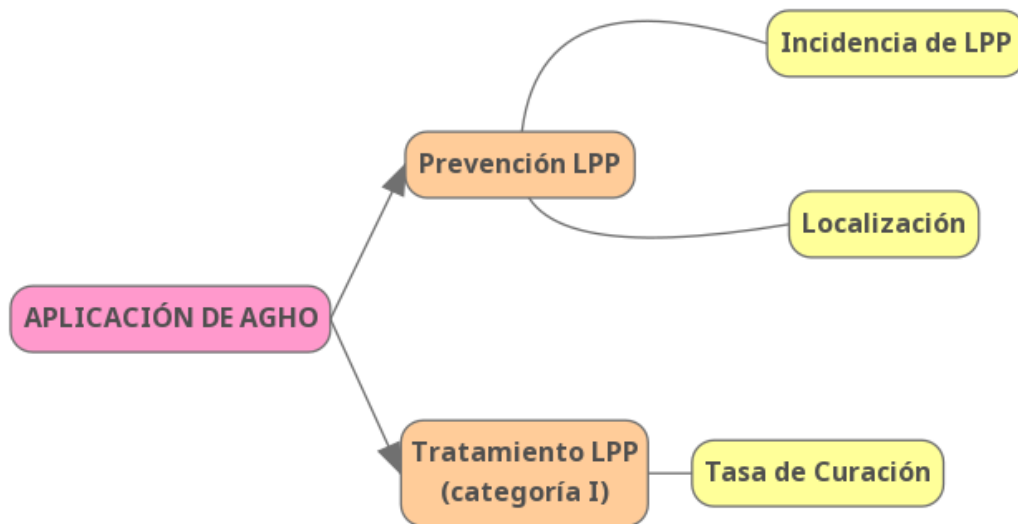 Incidencia de LPP
Prevención LPP
Localización
APLICACIÓN DE AGHO
Tratamiento LPP
(categoría I)
Tasa de Curación